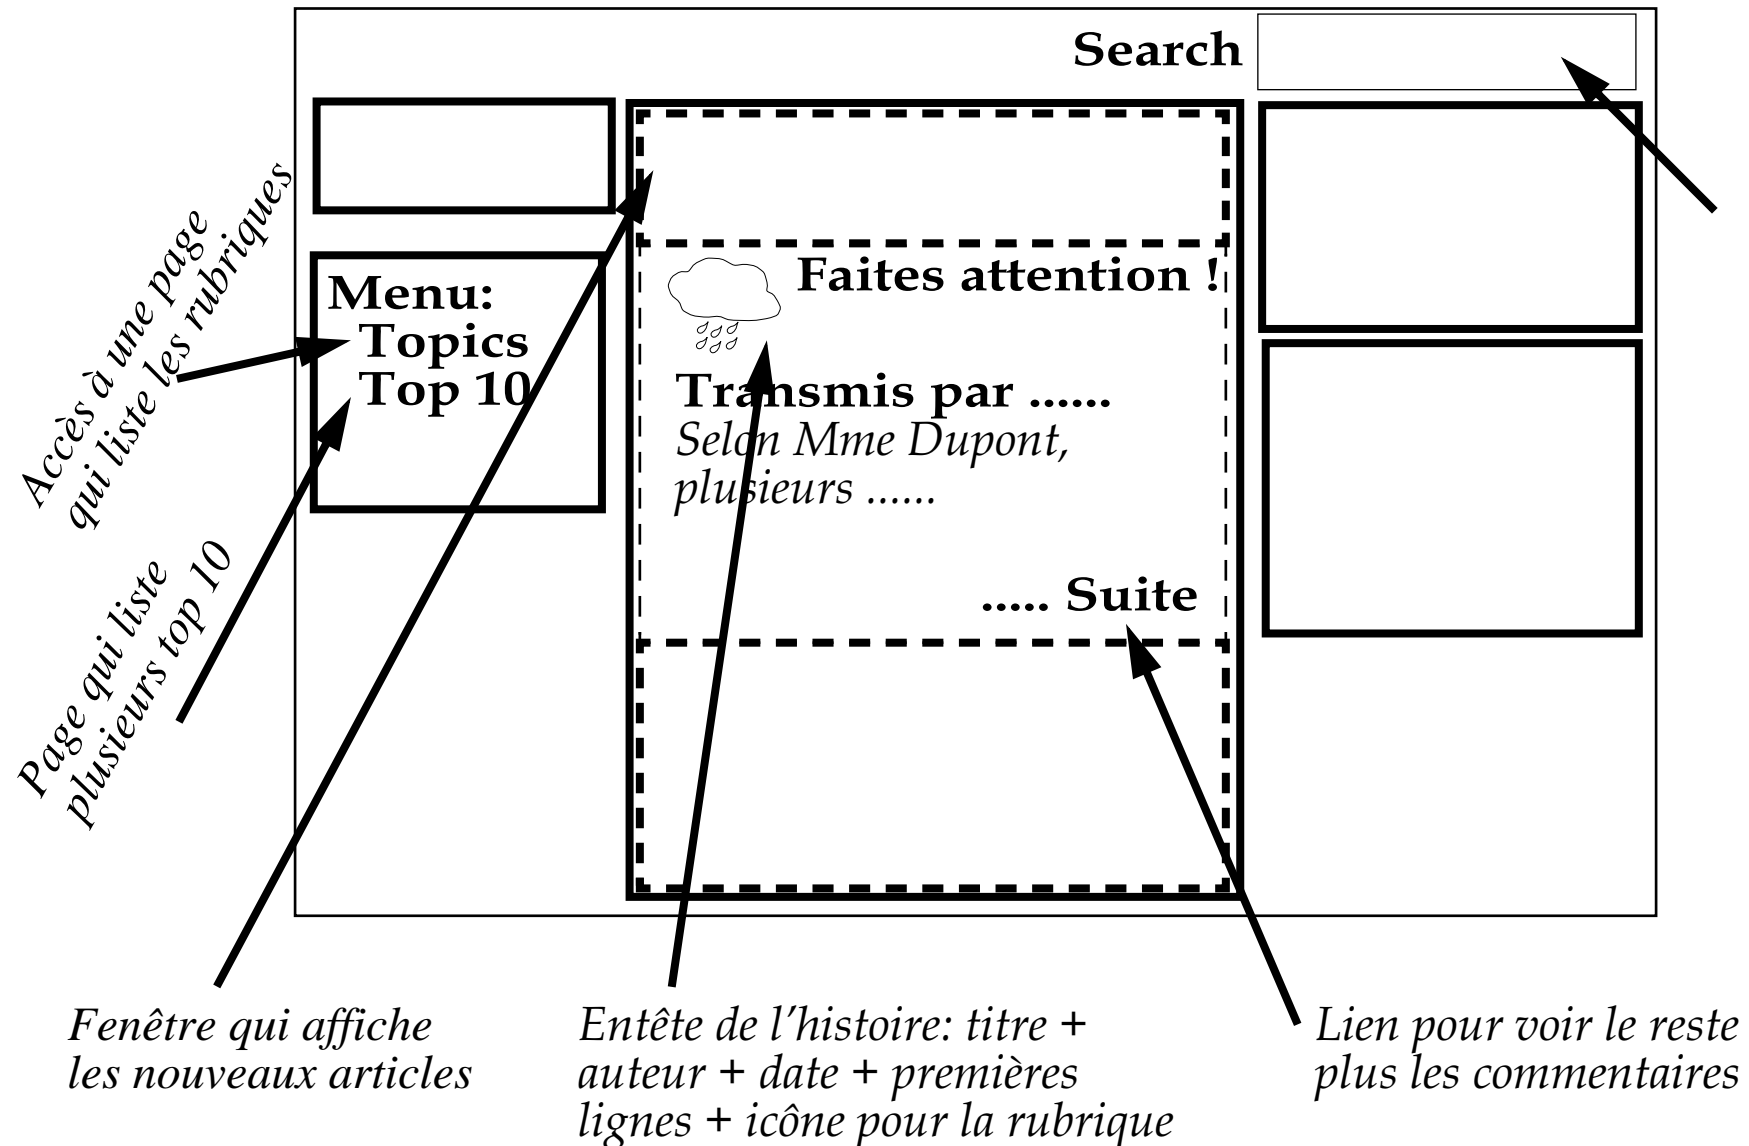 Search
Accès à une page
qui liste les rubriques
Menu:
Topics
Top 10
Page qui liste
plusieurs top 10
Faites attention !
Transmis par ......
Selon Mme Dupont,
plusieurs ......
..... Suite
Fenêtre qui affiche
les nouveaux articles
Entête de l'histoire: titre +
auteur + date + premières
lignes + icône pour la rubrique
Lien pour voir le reste
plus les commentaires